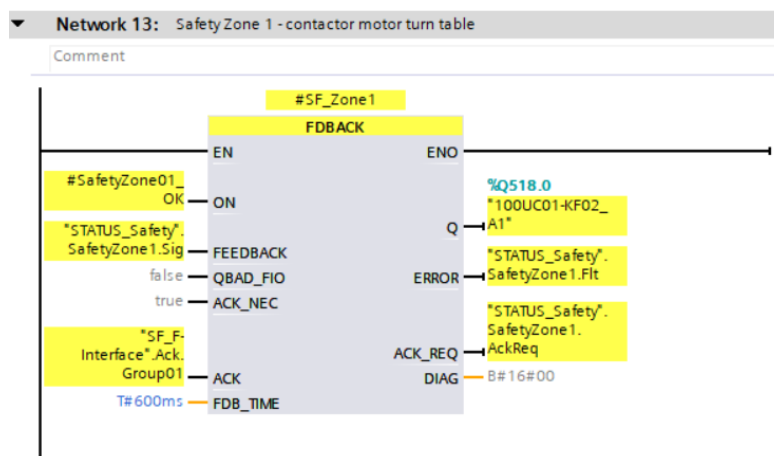 Network 13: Safety Zone 1 - contactor motor turn table
Comment
#SF_Zone1
FDBACK
EN ENO
#SafetyZone01_
OK ON
%Q518.0
"100UC01-KF02_
Q A1"
"STATUS_Safety".
SafetyZone1.Sig FEEDBACK
"STATUS_Safety".
false QBAD_FIO ERROR SafetyZone1.Flt
true ACK_NEC
"STATUS_Safety".
SafetyZone1.
"SF_F-
Interface".Ack.
ACK_REQ AckReq
Group01 ACK DIAG B#16#00
T#600ms FDB_TIME